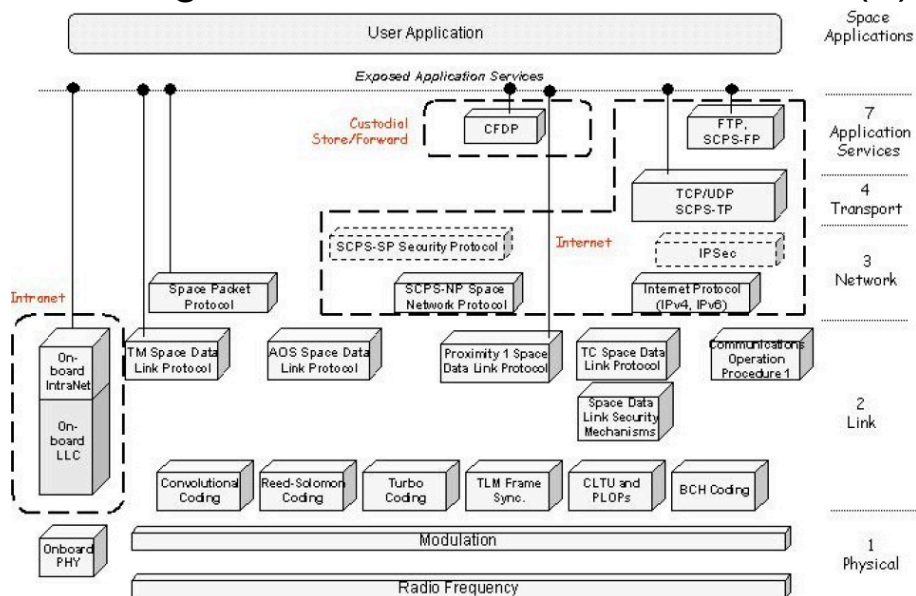 User Application
Space
Applications
Exposed Application Services
Custodial
Store/Forward
CFDP
FTP,
SCPS-FP
7
Application
Services
TCP/UDP
SCPS-TP
4
Transport
SCPS-SP Security Protocol
Internet
IPSec
3
Network
Intranet
Space Packet
Protocol
SCPS-NP Space
Network Protocol
Internet Protocol
(IPv4, IPv6)
On-
board
IntraNet
On-
board
LLC
TM Space Data
Link Protocol
AOS Space Data
Link Protocol
Proximity 1 Space
Data Link Protocol
TC Space Data
Link Protocol
Communications
Operation
Procedure 1
Space Data
Link Security
Mechanisms
2
Link
Convolutional
Coding
Reed-Solomon
Coding
Turbo
Coding
TLM Frame
Sync.
CLTU and
PLOPs
BCH Coding
Onboard
PHY
Modulation
Radio Frequency
1
Physical